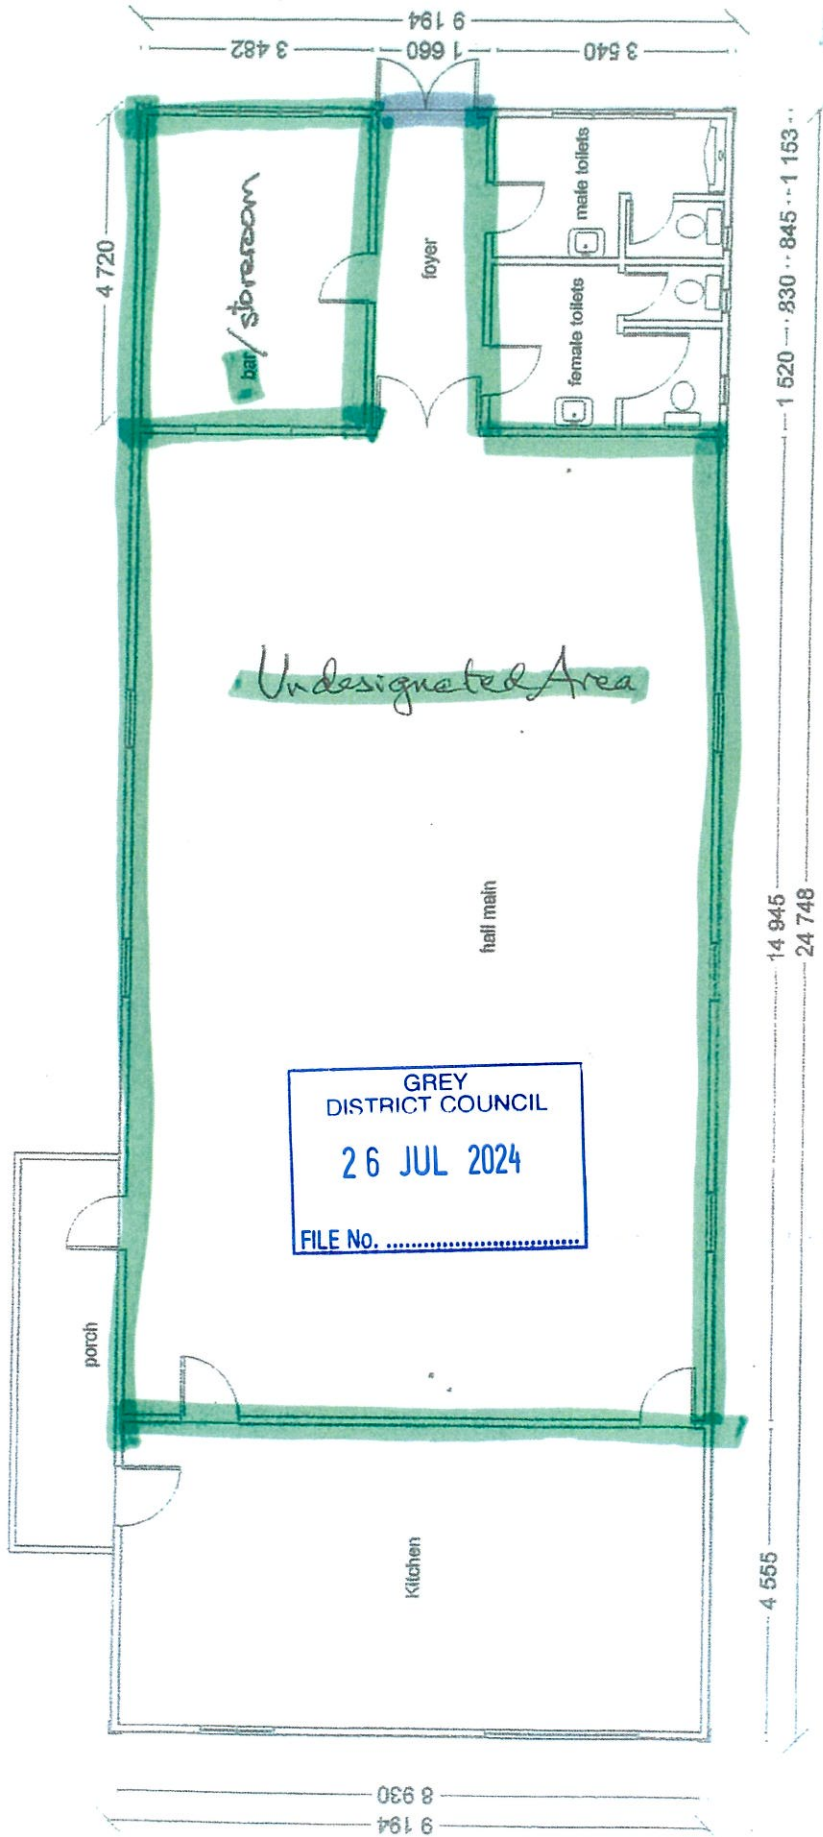 9 194
3 482
1 660
3 540
4 720
bar/storeroom
foyer
male toilets
female toilets
1 520
830
845
1 153
Undesignated Area
hall main
14 945
24 748
GREY
DISTRICT COUNCIL
26 JUL 2024
FILE No. ..............................
porch
Kitchen
4 555
8 930
9 194